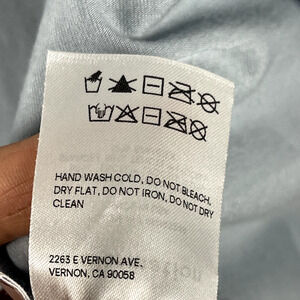 HAND WASH COLD, DO NOT BLEACH,
DRY FLAT, DO NOT IRON, DO NOT DRY
CLEAN
2263 E VERNON AVE.
VERNON, CA 90058